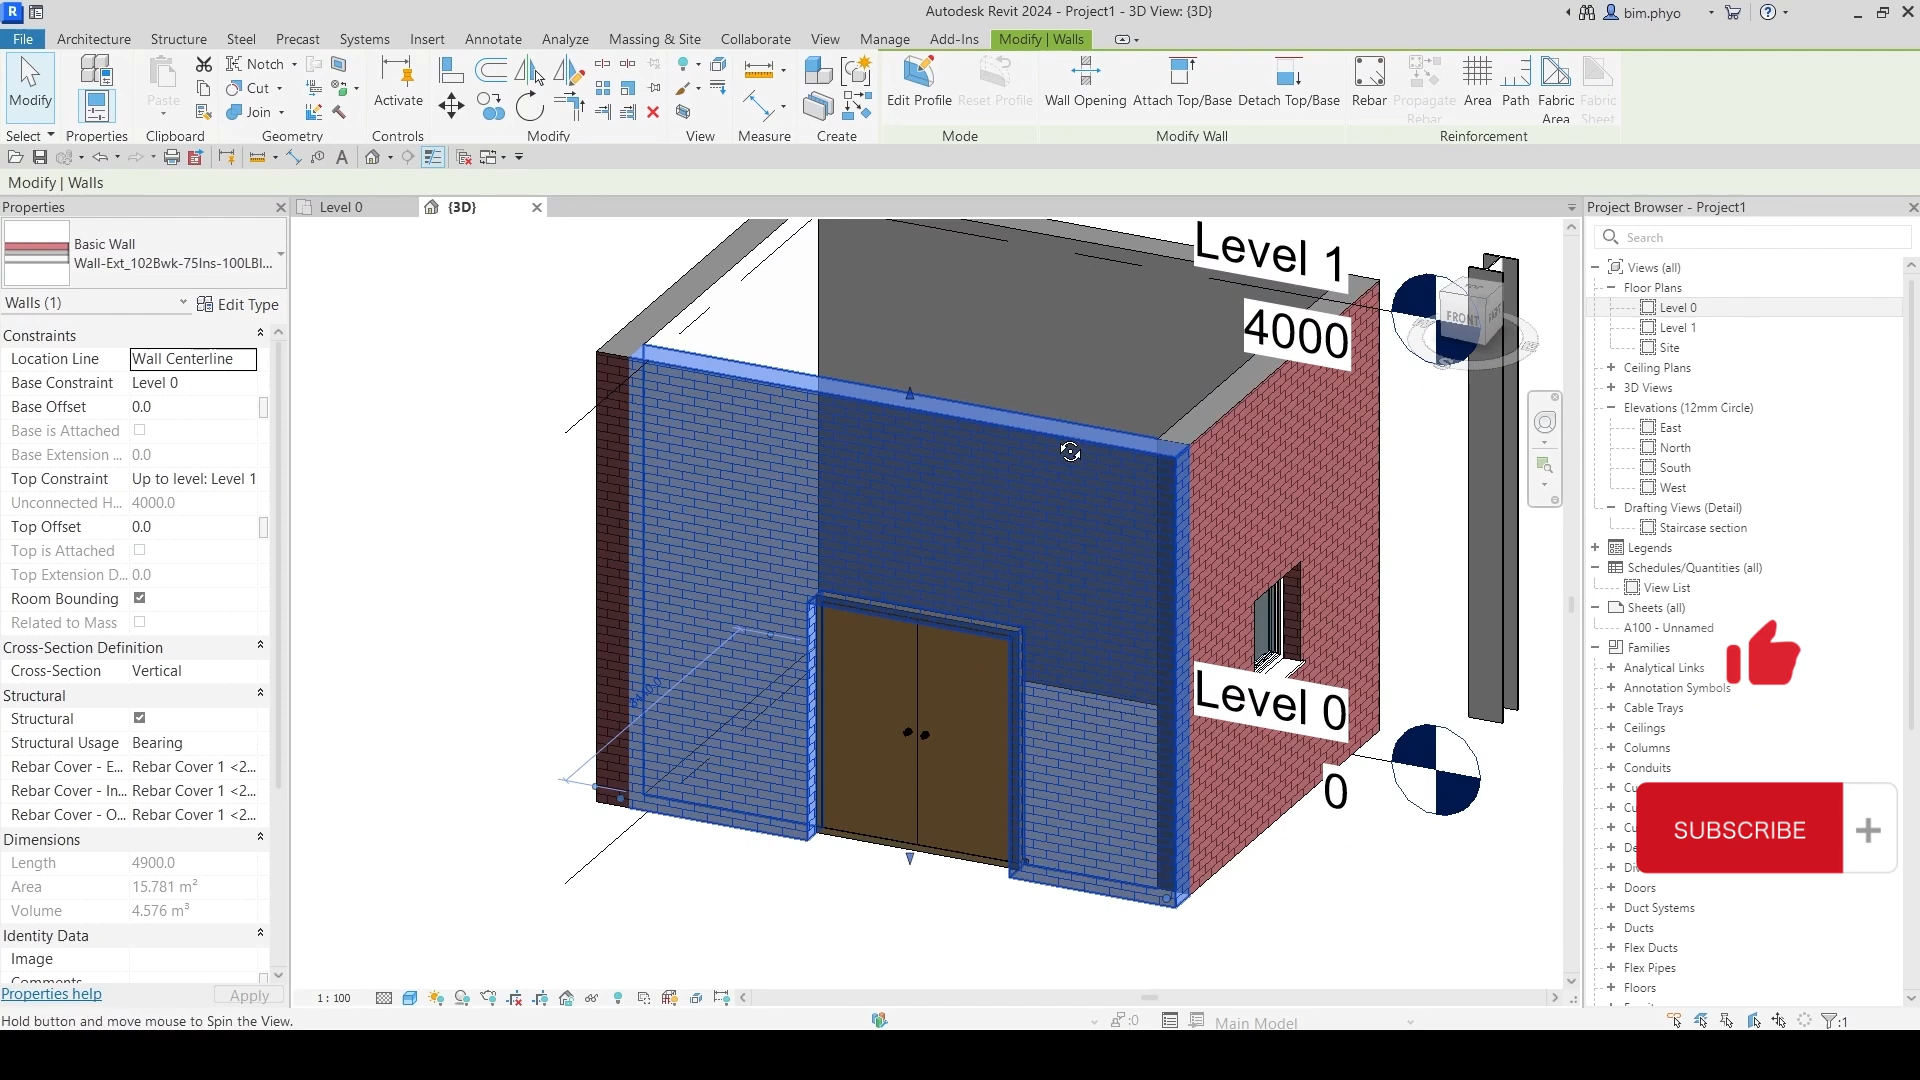 Autodesk Revit 2024 - Project1 - 3D View: {3D}
bim.phyo
File Architecture Structure Steel Precast Systems Insert Annotate Analyze Massing & Site Collaborate View Manage Add-Ins Modify | Walls
Modify
Paste
Notch
Cut
Join
Activate
Edit Profile Reset Profile
Wall Opening Attach Top/Base Detach Top/Base
Rebar Propagate Rebar Area Path Fabric Area Fabric Sheet
Select Properties Clipboard Geometry Controls Modify View Measure Create Mode Modify Wall Reinforcement
Modify | Walls
Properties
Level 0
{3D}
Project Browser - Project1
Basic Wall
Wall-Ext_102Bwk-75Ins-100LBl...
Walls (1)
Edit Type
Constraints
Location Line Wall Centerline
Base Constraint Level 0
Base Offset 0.0
Base is Attached
Base Extension ... 0.0
Top Constraint Up to level: Level 1
Unconnected H... 4000.0
Top Offset 0.0
Top is Attached
Top Extension D... 0.0
Room Bounding
Related to Mass
Cross-Section Definition
Cross-Section Vertical
Structural
Structural
Structural Usage Bearing
Rebar Cover - E... Rebar Cover 1 <2...
Rebar Cover - In... Rebar Cover 1 <2...
Rebar Cover - O... Rebar Cover 1 <2...
Dimensions
Length 4900.0
Area 15.781 m²
Volume 4.576 m³
Identity Data
Image
Comments
Properties help
Apply
Level 1
4000
FRONT
Level 0
0
Search
Views (all)
Floor Plans
Level 0
Level 1
Site
Ceiling Plans
3D Views
Elevations (12mm Circle)
East
North
South
West
Drafting Views (Detail)
Staircase section
Legends
Schedules/Quantities (all)
View List
Sheets (all)
A100 - Unnamed
Families
Analytical Links
Annotation Symbols
Cable Trays
Ceilings
Columns
Conduits
Cu
Cu
De
Di
Doors
Duct Systems
Ducts
Flex Ducts
Flex Pipes
Floors
SUBSCRIBE
1 : 100
Hold button and move mouse to Spin the View.
:0
Main Model
:1